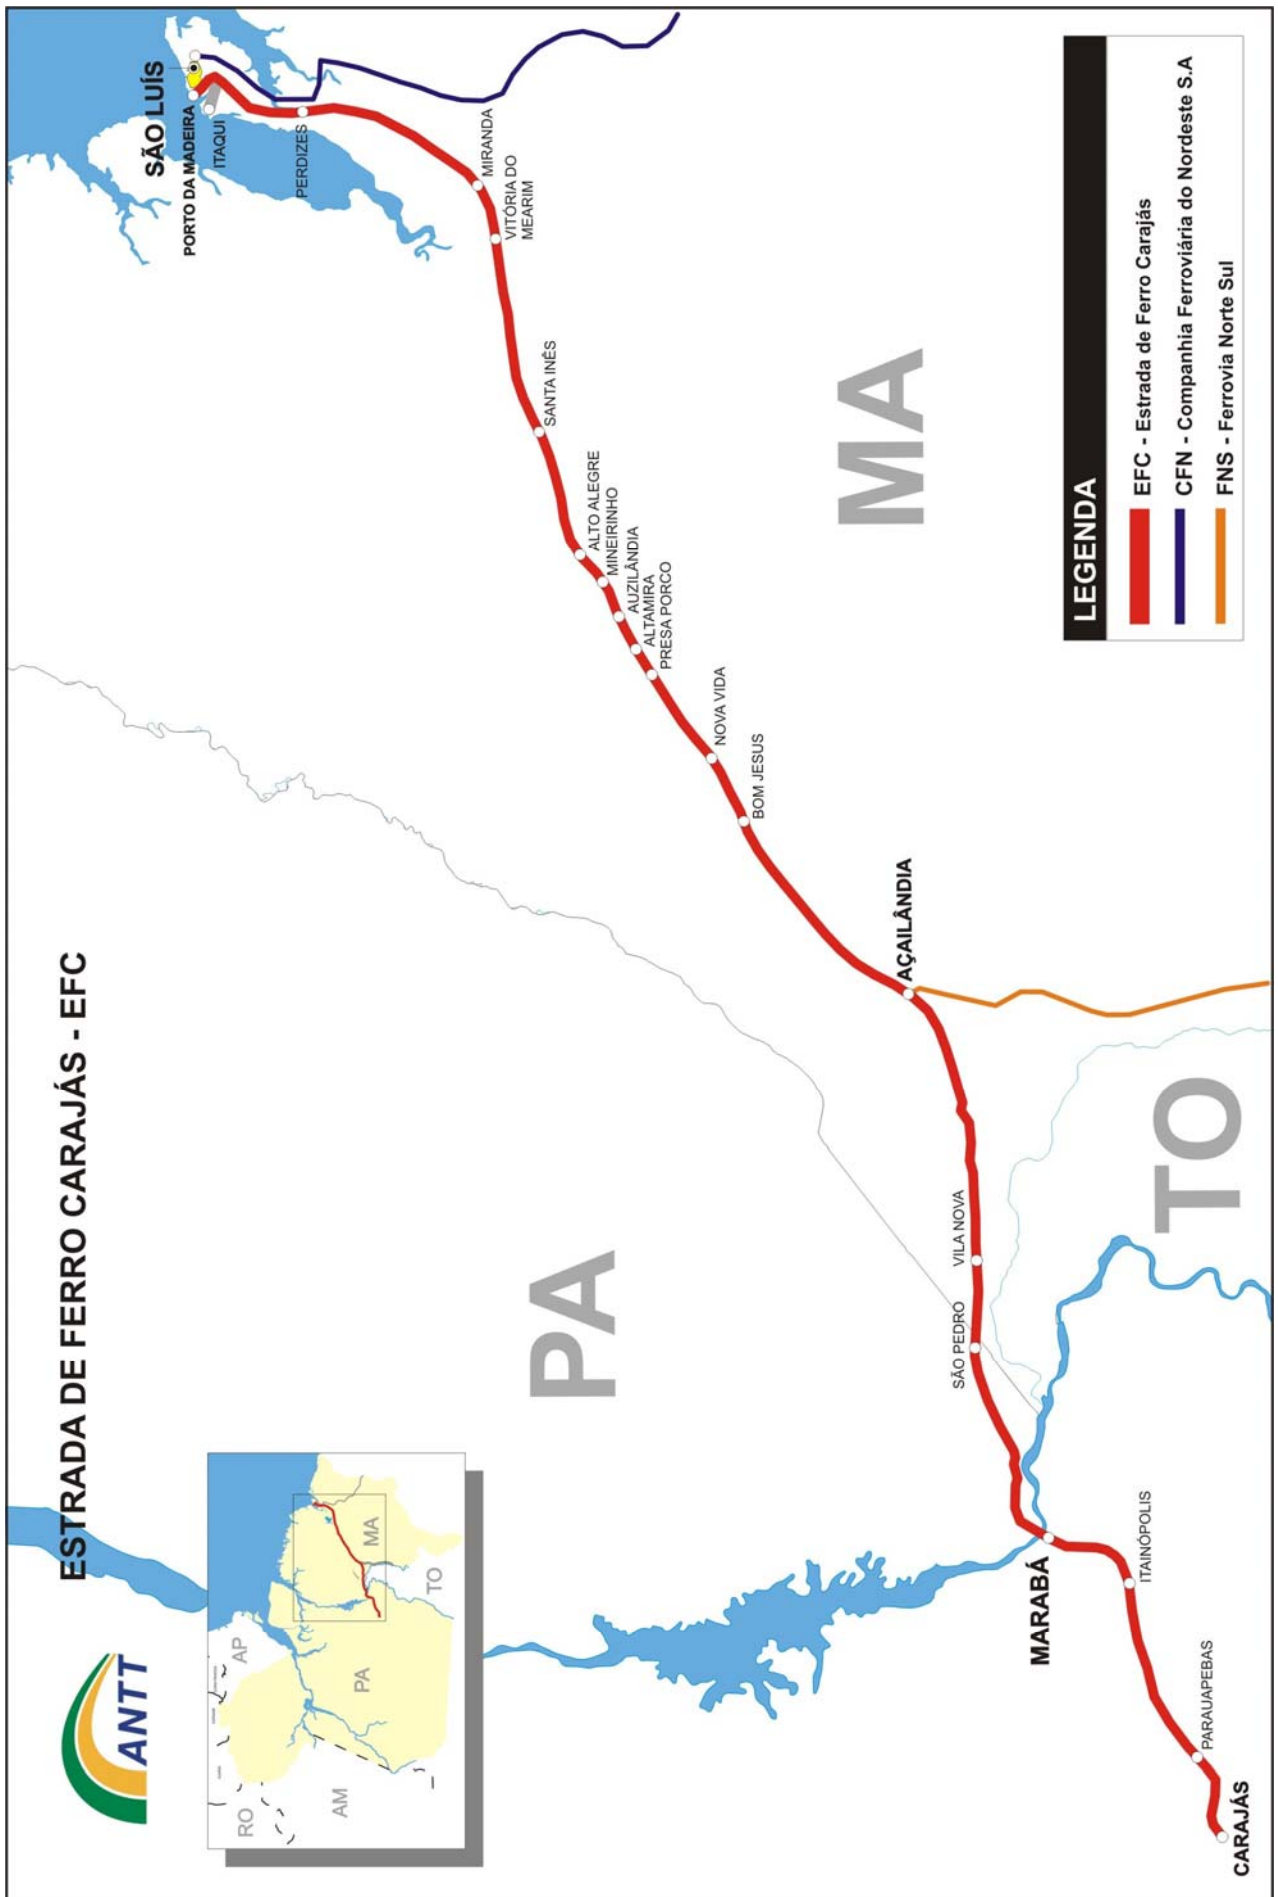 ANTT
ESTRADA DE FERRO CARAJÁS - EFC
RO
AP
AM
PA
MA
TO
SÃO LUÍS
PORTO DA MADEIRA
ITAQUI
PERDIZES
MIRANDA
VITÓRIA DO
MEARIM
SANTA INÊS
ALTO ALEGRE
MINEIRINHO
AUZILÂNDIA
ALTAMIRA
PRESA PORCO
NOVA VIDA
BOM JESUS
AÇAILÂNDIA
VILA NOVA
SÃO PEDRO
MARABÁ
ITAINÓPOLIS
PARAUAPEBAS
CARAJÁS
PA
MA
TO
LEGENDA
EFC - Estrada de Ferro Carajás
CFN - Companhia Ferroviária do Nordeste S.A
FNS - Ferrovia Norte Sul